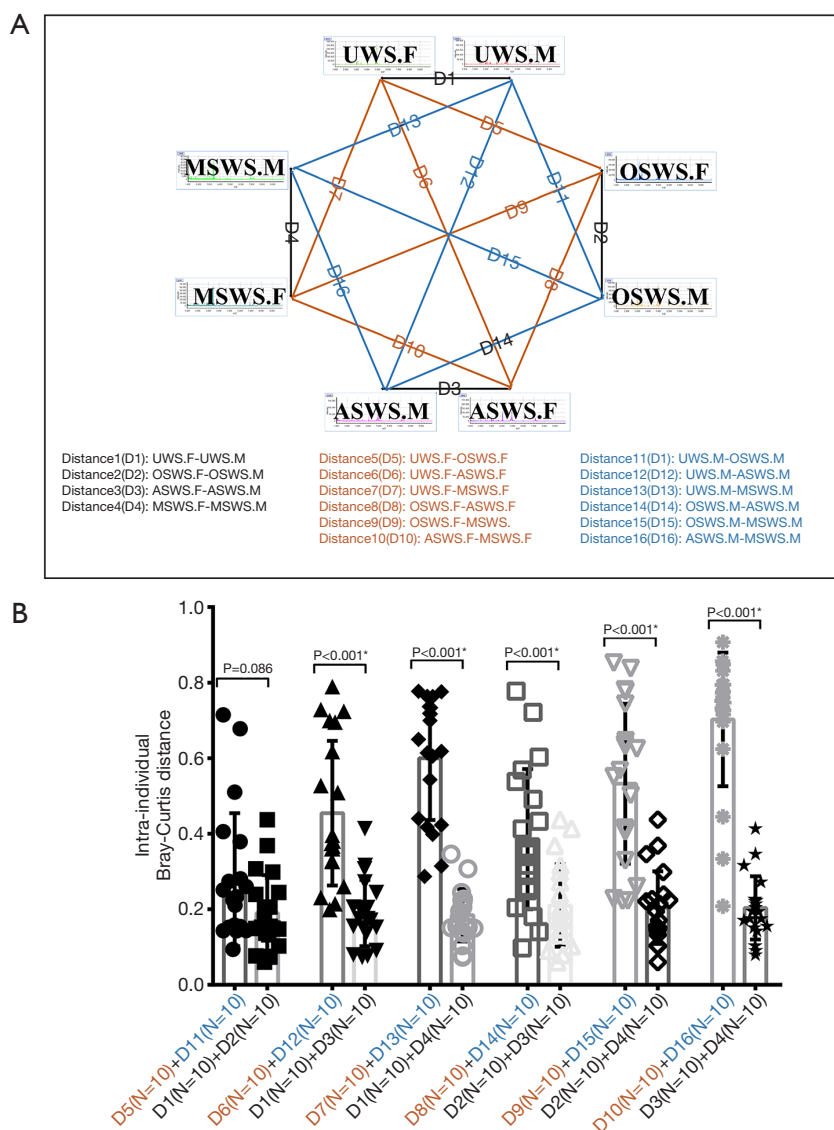 A
UWS.F
UWS.M
D1
D13
D5
MSWS.M
D7
D6
D12
D11
OSWS.F
D9
D4
D2
D15
D16
D8
MSWS.F
OSWS.M
D10
D14
D3
ASWS.M
ASWS.F
Distance1(D1): UWS.F-UWS.M
Distance2(D2): OSWS.F-OSWS.M
Distance3(D3): ASWS.F-ASWS.M
Distance4(D4): MSWS.F-MSWS.M
Distance5(D5): UWS.F-OSWS.F
Distance6(D6): UWS.F-ASWS.F
Distance7(D7): UWS.F-MSWS.F
Distance8(D8): OSWS.F-ASWS.F
Distance9(D9): OSWS.F-MSWS.
Distance10(D10): ASWS.F-MSWS.F
Distance11(D1): UWS.M-OSWS.M
Distance12(D12): UWS.M-ASWS.M
Distance13(D13): UWS.M-MSWS.M
Distance14(D14): OSWS.M-ASWS.M
Distance15(D15): OSWS.M-MSWS.M
Distance16(D16): ASWS.M-MSWS.M
B
Intra-individual
Bray-Curtis distance
1.0
0.8
0.6
0.4
0.2
0.0
P=0.086
P<0.001*
P<0.001*
P<0.001*
P<0.001*
P<0.001*
D5(N=10)+D11(N=10)
D1(N=10)+D2(N=10)
D6(N=10)+D12(N=10)
D1(N=10)+D3(N=10)
D7(N=10)+D13(N=10)
D1(N=10)+D4(N=10)
D8(N=10)+D14(N=10)
D2(N=10)+D3(N=10)
D9(N=10)+D15(N=10)
D2(N=10)+D4(N=10)
D10(N=10)+D16(N=10)
D3(N=10)+D4(N=10)